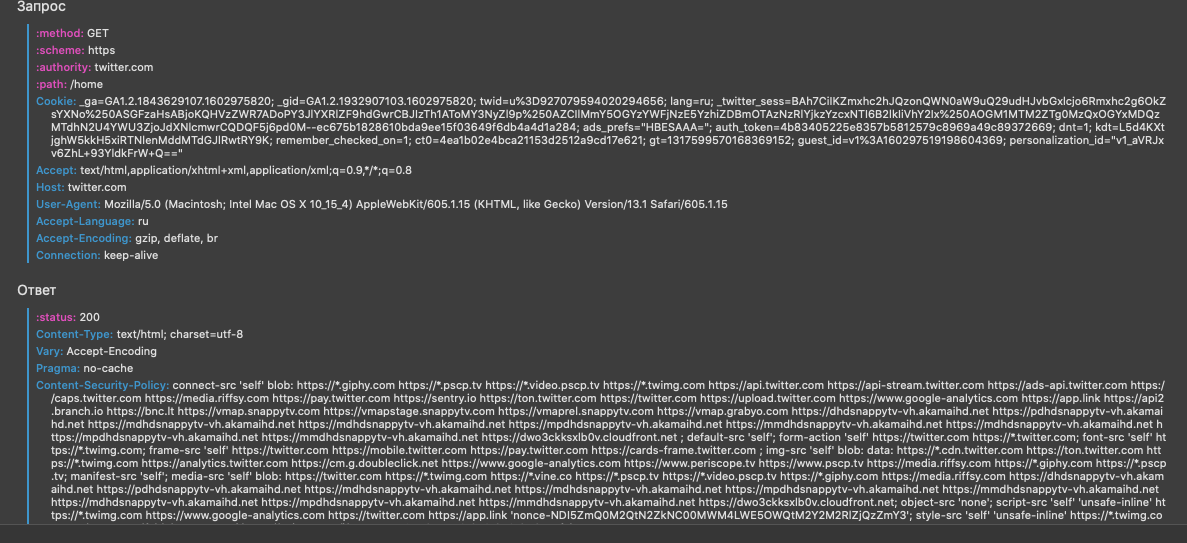 Запрос
:method: GET
:scheme: https
:authority: twitter.com
:path: /home
Cookie: _ga=GA1.2.1843629107.1602975820; _gid=GA1.2.1932907103.1602975820; twid=u%3D927079594020294656; lang=ru; _twitter_sess=BAh7CiIKZmxhc2hJQzonQWN0aW9uQ29udHJvbGxlcjo6Rmxhc2g6OkZ
sYXNo%250ASGFzaHsABjoKQHVzZWR7ADoPY3JlYXRlZF9hdGwrCBJIzTh1AToMY3NyZl9p%250AZCIlMmY5OGYzYWFjNzE5YzhiZDBmOTAzNzRlYjkzYzcxNTI6B2lkIiVhY2Ix%250AOGM1MTM2ZTg0MzQxOGYxMDQz
MTdhN2U4YWU3ZjoJdXNlcmwrCQDQF5j6pd0M--ec675b1828610bda9ee15f03649f6db4a4d1a284; ads_prefs="HBESAAA="; auth_token=4b83405225e8357b5812579c8969a49c89372669; dnt=1; kdt=L5d4KXt
jghW5kkH5xiRTNIenMddMTdGJIRwtRY9K; remember_checked_on=1; ct0=4ea1b02e4bca21153d2512a9cd17e621; gt=1317599570168369152; guest_id=v1%3A160297519198604369; personalization_id="v1_aVRJx
v6ZhL+93YIdkFrW+Q=="
Accept: text/html,application/xhtml+xml,application/xml;q=0.9,*/*;q=0.8
Host: twitter.com
User-Agent: Mozilla/5.0 (Macintosh; Intel Mac OS X 10_15_4) AppleWebKit/605.1.15 (KHTML, like Gecko) Version/13.1 Safari/605.1.15
Accept-Language: ru
Accept-Encoding: gzip, deflate, br
Connection: keep-alive
Ответ
:status: 200
Content-Type: text/html; charset=utf-8
Vary: Accept-Encoding
Pragma: no-cache
Content-Security-Policy: connect-src 'self' blob: https://*.giphy.com https://*.pscp.tv https://*.video.pscp.tv https://*.twimg.com https://api.twitter.com https://api-stream.twitter.com https://ads-api.twitter.com https:/
/caps.twitter.com https://media.riffsy.com https://pay.twitter.com https://sentry.io https://ton.twitter.com https://twitter.com https://upload.twitter.com https://www.google-analytics.com https://app.link https://api2
.branch.io https://bnc.lt https://vmap.snappytv.com https://vmapstage.snappytv.com https://vmaprel.snappytv.com https://vmap.grabyo.com https://dhdsnappytv-vh.akamaihd.net https://pdhdsnappytv-vh.akamai
hd.net https://mdhdsnappytv-vh.akamaihd.net https://mdhdsnappytv-vh.akamaihd.net https://mpdhdsnappytv-vh.akamaihd.net https://mmdhdsnappytv-vh.akamaihd.net https://mdhdsnappytv-vh.akamaihd.net h
ttps://mpdhdsnappytv-vh.akamaihd.net https://mmdhdsnappytv-vh.akamaihd.net https://dwo3ckksxlb0v.cloudfront.net ; default-src 'self'; form-action 'self' https://twitter.com https://*.twitter.com; font-src 'self' ht
tps://*.twimg.com; frame-src 'self' https://twitter.com https://mobile.twitter.com https://pay.twitter.com https://cards-frame.twitter.com ; img-src 'self' blob: data: https://*.cdn.twitter.com https://ton.twitter.com htt
ps://*.twimg.com https://analytics.twitter.com https://cm.g.doubleclick.net https://www.google-analytics.com https://www.periscope.tv https://www.pscp.tv https://media.riffsy.com https://*.giphy.com https://*.pscp
.tv; manifest-src 'self'; media-src 'self' blob: https://twitter.com https://*.twimg.com https://*.vine.co https://*.pscp.tv https://*.video.pscp.tv https://*.giphy.com https://media.riffsy.com https://dhdsnappytv-vh.akam
aihd.net https://pdhdsnappytv-vh.akamaihd.net https://mdhdsnappytv-vh.akamaihd.net https://mdhdsnappytv-vh.akamaihd.net https://mpdhdsnappytv-vh.akamaihd.net https://mmdhdsnappytv-vh.akamaihd.net
https://mdhdsnappytv-vh.akamaihd.net https://mpdhdsnappytv-vh.akamaihd.net https://mmdhdsnappytv-vh.akamaihd.net https://dwo3ckksxlb0v.cloudfront.net; object-src 'none'; script-src 'self' 'unsafe-inline' ht
tps://*.twimg.com https://www.google-analytics.com https://twitter.com https://app.link 'nonce-NDI5ZmQ0M2QtN2ZkNC00MWM4LWE5OWQtM2Y2M2RlZjQzZmY3'; style-src 'self' 'unsafe-inline' https://*.twimg.co